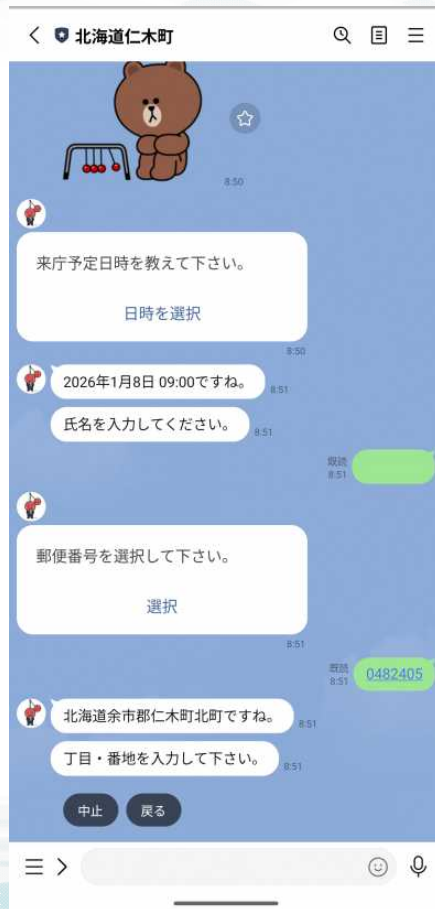 北海道仁木町
8:50
来庁予定日時を教えて下さい。
日時を選択
8:50
2026年1月8日 09:00ですね。
8:51
氏名を入力してください。
8:51
既読
8:51
郵便番号を選択して下さい。
選択
8:51
既読
8:51
0482405
北海道余市郡仁木町北町ですね。
8:51
丁目・番地を入力して下さい。
8:51
中止
戻る